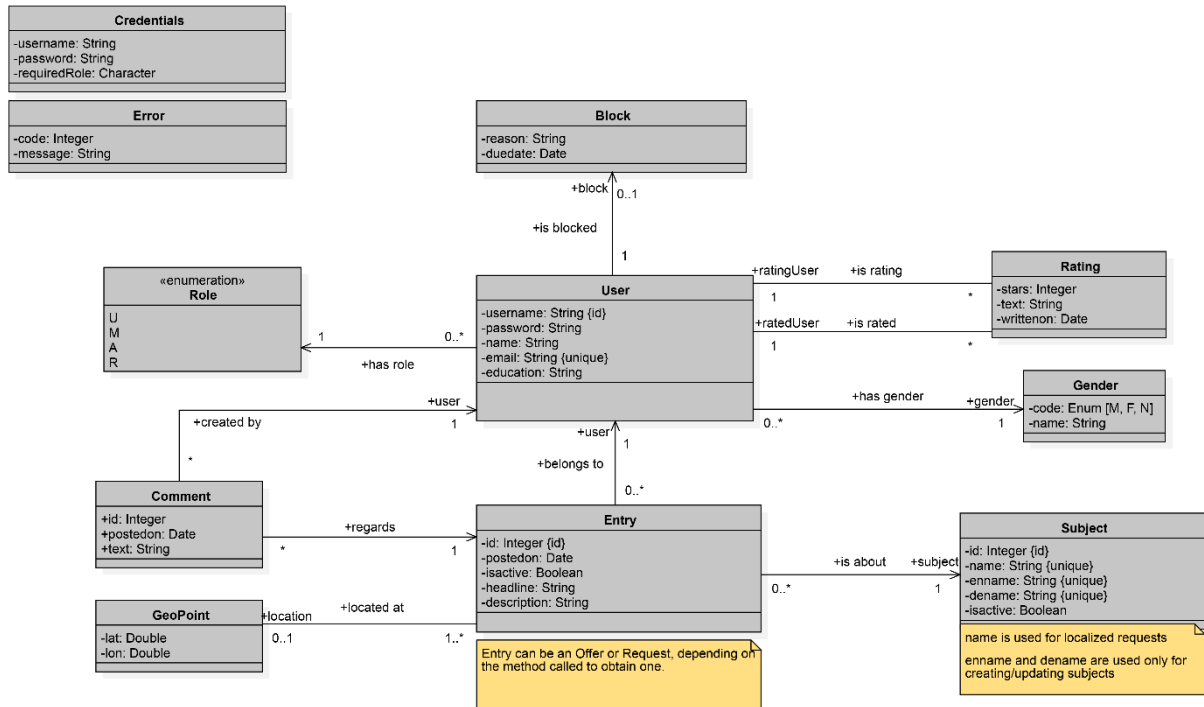 Credentials
-username: String
-password: String
-requiredRole: Character
Error
-code: Integer
-message: String
Block
-reason: String
-duedate: Date
+block
0..1
+is blocked
1
«enumeration»
Role
U
M
A
R
1
0..*
+has role
User
-username: String {id}
-password: String
-name: String
-email: String {unique}
-education: String
+ratingUser
+is rating
1
*
+ratedUser
+is rated
1
*
Rating
-stars: Integer
-text: String
-writtenon: Date
+has gender
+gender
0..*
1
Gender
-code: Enum [M, F, N]
-name: String
+user
+created by
1
*
+user
1
+belongs to
0..*
Comment
+id: Integer
+postedon: Date
+text: String
+regards
*
1
Entry
-id: Integer {id}
-postedon: Date
-isactive: Boolean
-headline: String
-description: String
+is about
+subject
0..*
1
Subject
-id: Integer {id}
-name: String {unique}
-enname: String {unique}
-dename: String {unique}
-isactive: Boolean
GeoPoint
-lat: Double
-lon: Double
+located at
+location
0..1
1..*
Entry can be an Offer or Request, depending on
the method called to obtain one.
name is used for localized requests
enname and dename are used only for
creating/updating subjects